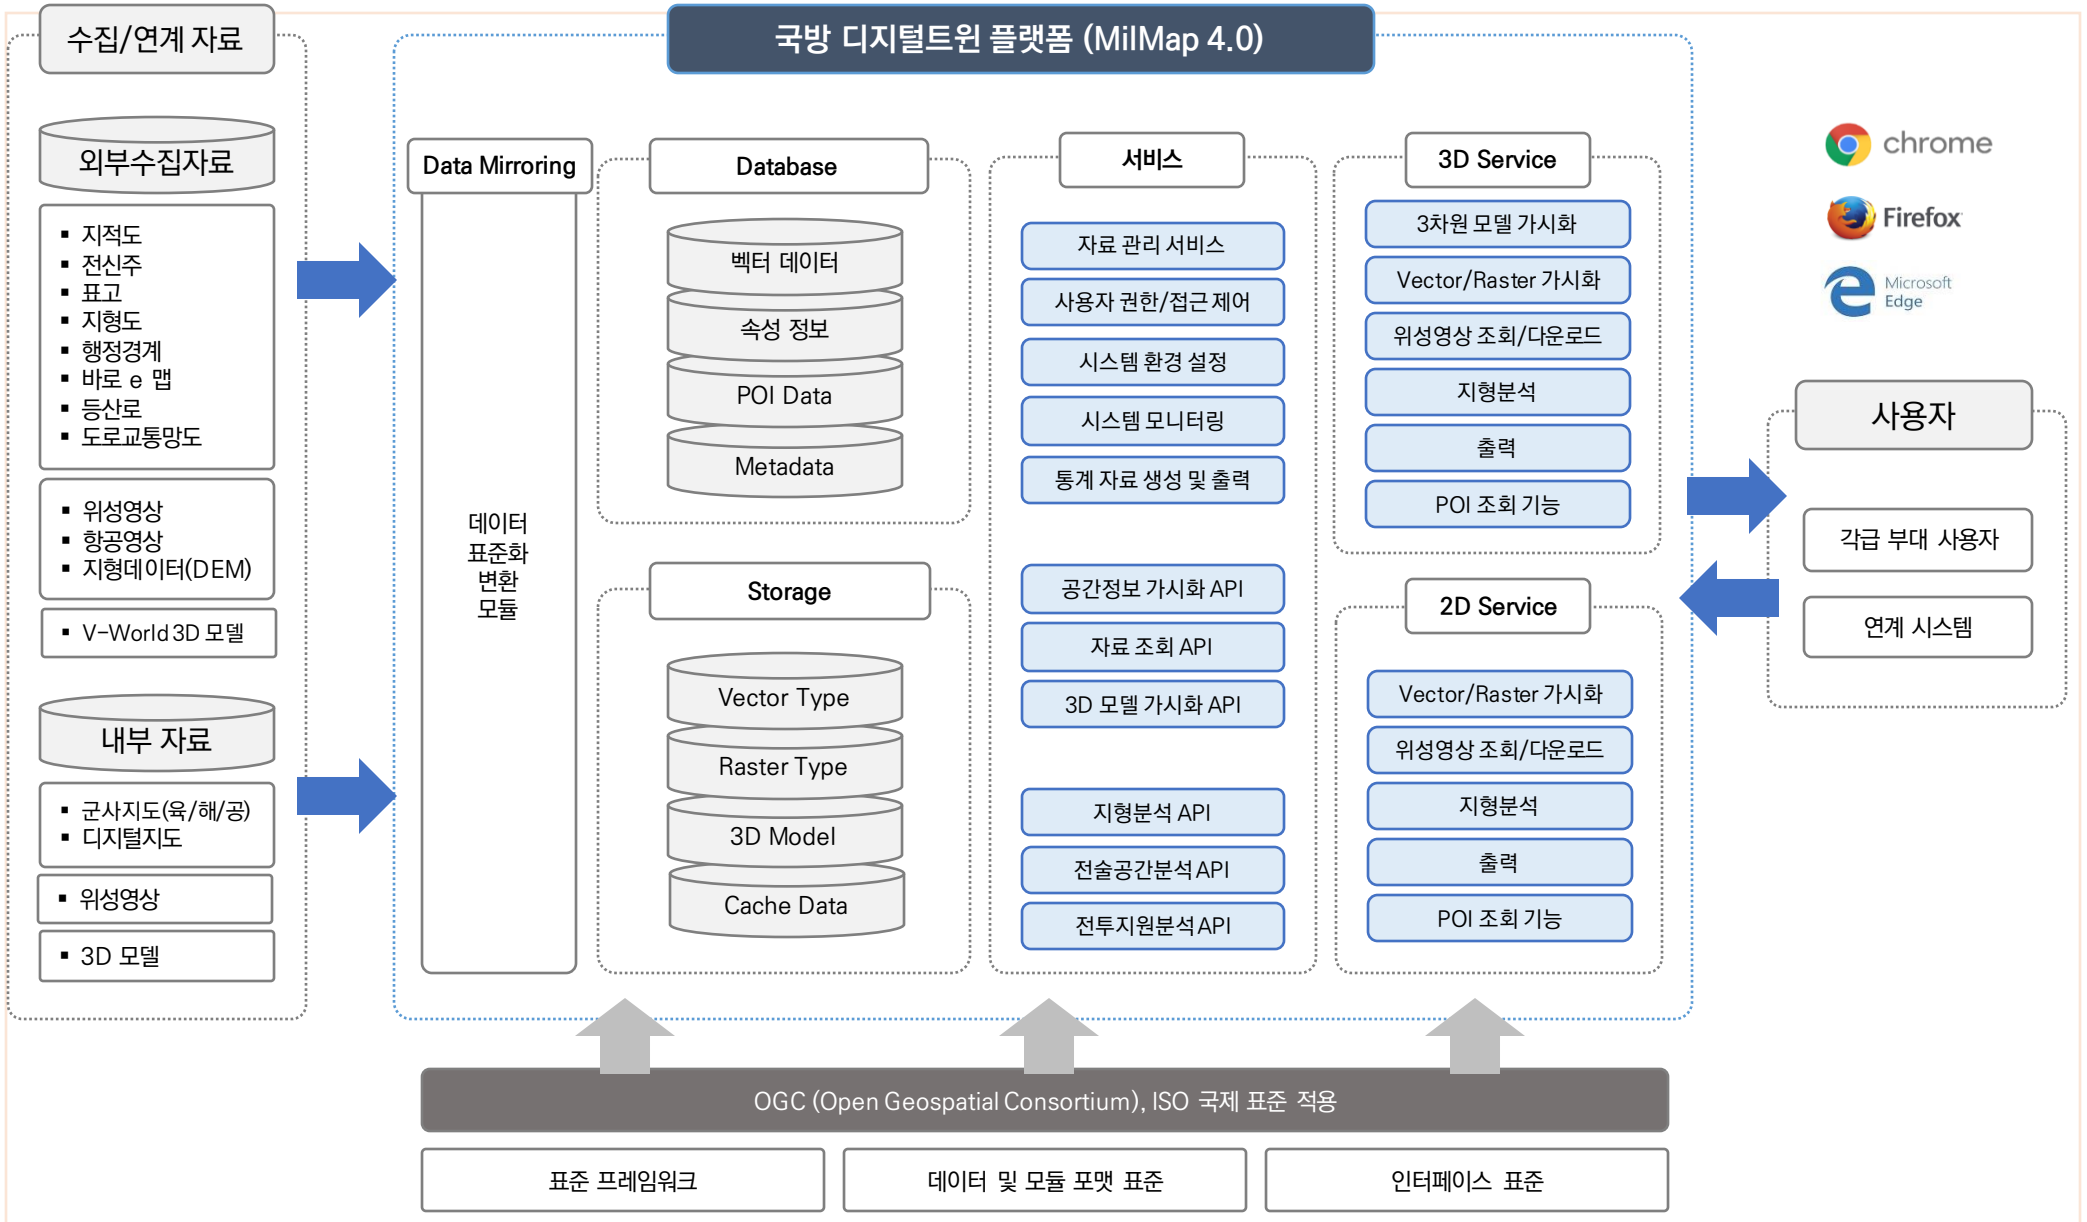 수집/연계 자료
외부수집자료
▪ 지적도
▪ 전신주
▪ 표고
▪ 지형도
▪ 행정경계
▪ 바로 e 맵
▪ 등산로
▪ 도로교통망도
▪ 위성영상
▪ 항공영상
▪ 지형데이터(DEM)
▪ V-World 3D 모델
내부 자료
▪ 군사지도(육/해/공)
▪ 디지털지도
▪ 위성영상
▪ 3D 모델
국방 디지털트윈 플랫폼 (MilMap 4.0)
Data Mirroring
데이터
표준화
변환
모듈
Database
벡터 데이터
속성 정보
POI Data
Metadata
Storage
Vector Type
Raster Type
3D Model
Cache Data
서비스
자료 관리 서비스
사용자 권한/접근 제어
시스템 환경 설정
시스템 모니터링
통계 자료 생성 및 출력
공간정보 가시화 API
자료 조회 API
3D 모델 가시화 API
지형분석 API
전술공간분석 API
전투지원분석 API
3D Service
3차원 모델 가시화
Vector/Raster 가시화
위성영상 조회/다운로드
지형분석
출력
POI 조회 기능
2D Service
Vector/Raster 가시화
위성영상 조회/다운로드
지형분석
출력
POI 조회 기능
chrome
Firefox
Microsoft
Edge
사용자
각급 부대 사용자
연계 시스템
OGC (Open Geospatial Consortium), ISO 국제 표준 적용
표준 프레임워크
데이터 및 모듈 포맷 표준
인터페이스 표준